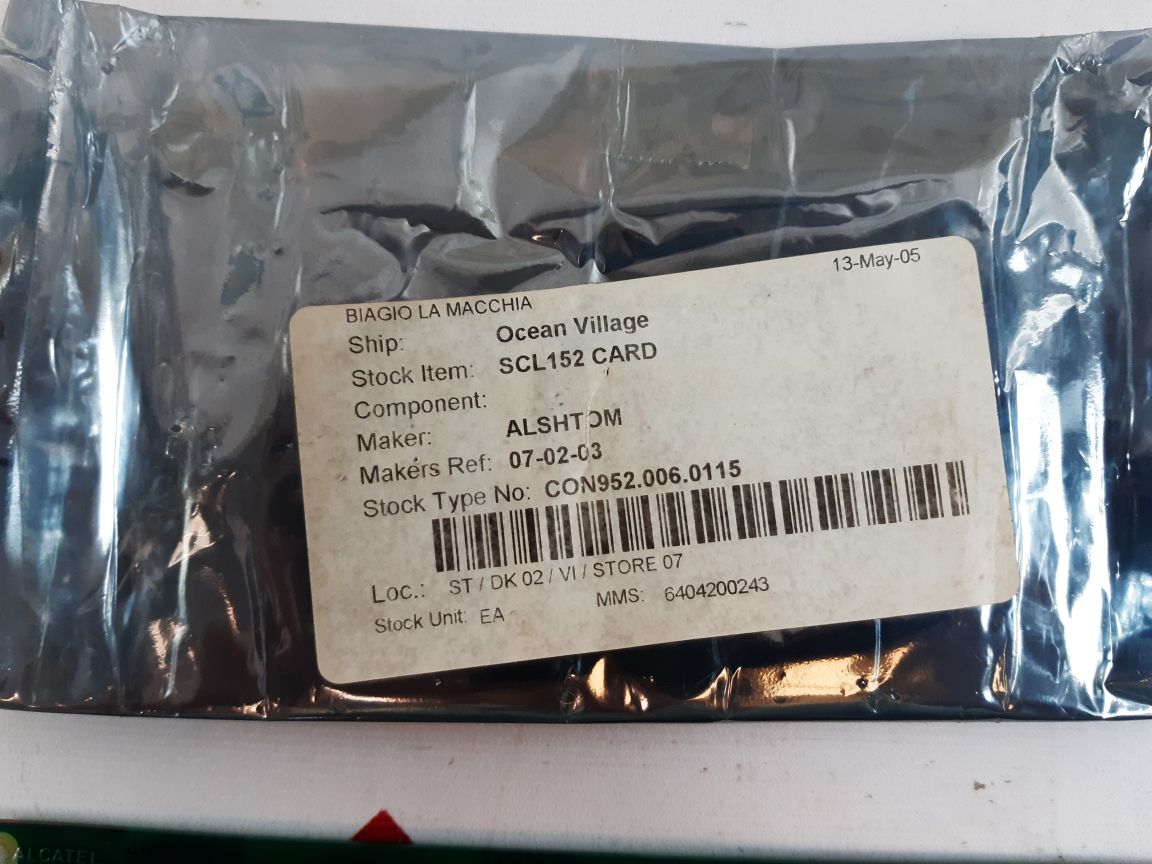 13-May-05
BIAGIO LA MACCHIA
Ship: Ocean Village
Stock Item: SCL152 CARD
Component:
Maker: ALSHTOM
Makers Ref: 07-02-03
Stock Type No: CON952.006.0115
Loc.: ST / DK 02 / VI / STORE 07
Stock Unit: EA MMS: 6404200243
ALCATEL